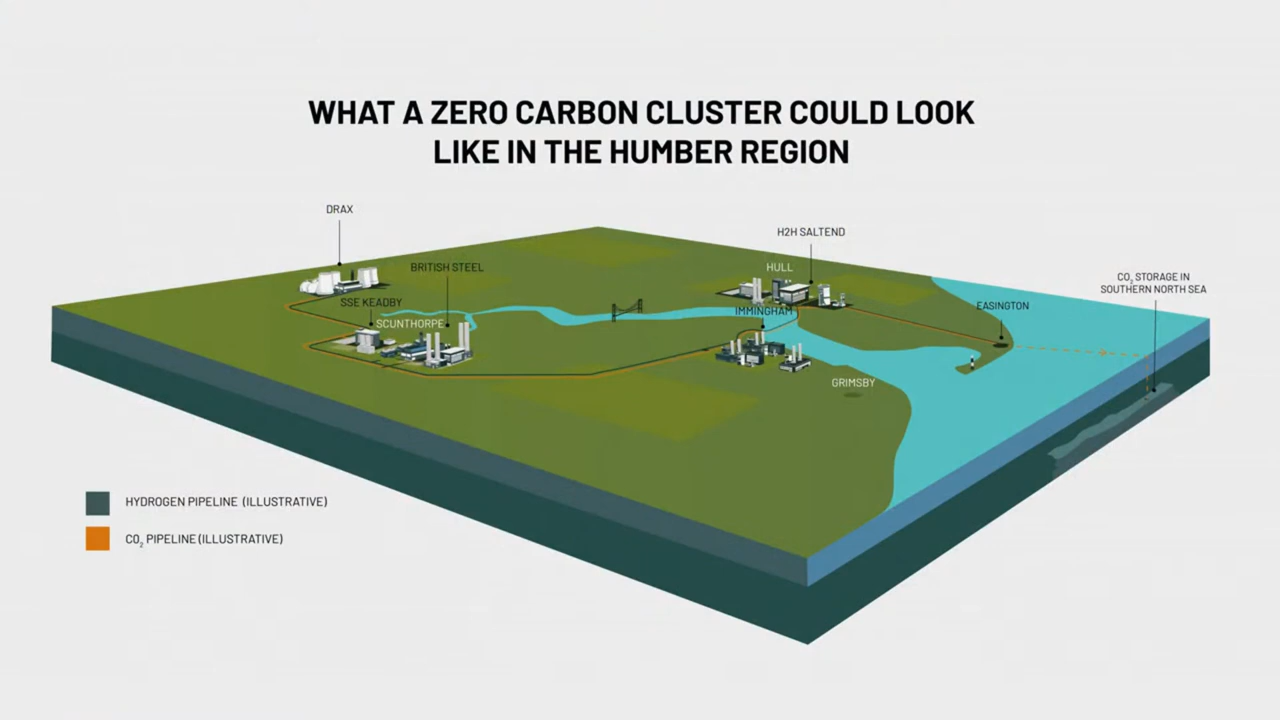 WHAT A ZERO CARBON CLUSTER COULD LOOK
LIKE IN THE HUMBER REGION
DRAX
H2H SALTEND
BRITISH STEEL
HULL
CO₂ STORAGE IN
SOUTHERN NORTH SEA
SSE KEADBY
EASINGTON
IMMINGHAM
SCUNTHORPE
GRIMSBY
HYDROGEN PIPELINE (ILLUSTRATIVE)
CO₂ PIPELINE (ILLUSTRATIVE)